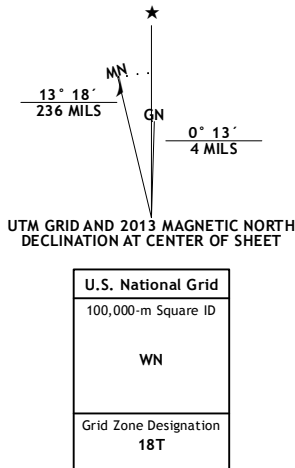 MN
GN
13° 18´
236 MILS
0° 13´
4 MILS
UTM GRID AND 2013 MAGNETIC NORTH
DECLINATION AT CENTER OF SHEET
U.S. National Grid
100,000-m Square ID
WN
Grid Zone Designation
18T